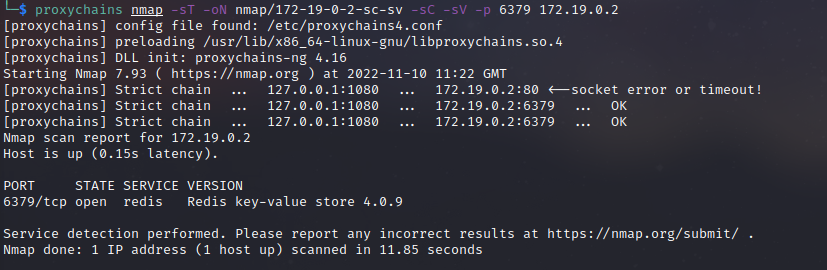 └─$ proxychains nmap -sT -oN nmap/172-19-0-2-sc-sv -sC -sV -p 6379 172.19.0.2
[proxychains] config file found: /etc/proxychains4.conf
[proxychains] preloading /usr/lib/x86_64-linux-gnu/libproxychains.so.4
[proxychains] DLL init: proxychains-ng 4.16
Starting Nmap 7.93 ( https://nmap.org ) at 2022-11-10 11:22 GMT
[proxychains] Strict chain  ...  127.0.0.1:1080  ...  172.19.0.2:80 <--socket error or timeout!
[proxychains] Strict chain  ...  127.0.0.1:1080  ...  172.19.0.2:6379  ...  OK
[proxychains] Strict chain  ...  127.0.0.1:1080  ...  172.19.0.2:6379  ...  OK
Nmap scan report for 172.19.0.2
Host is up (0.15s latency).

PORT     STATE SERVICE VERSION
6379/tcp open  redis   Redis key-value store 4.0.9

Service detection performed. Please report any incorrect results at https://nmap.org/submit/ .
Nmap done: 1 IP address (1 host up) scanned in 11.85 seconds